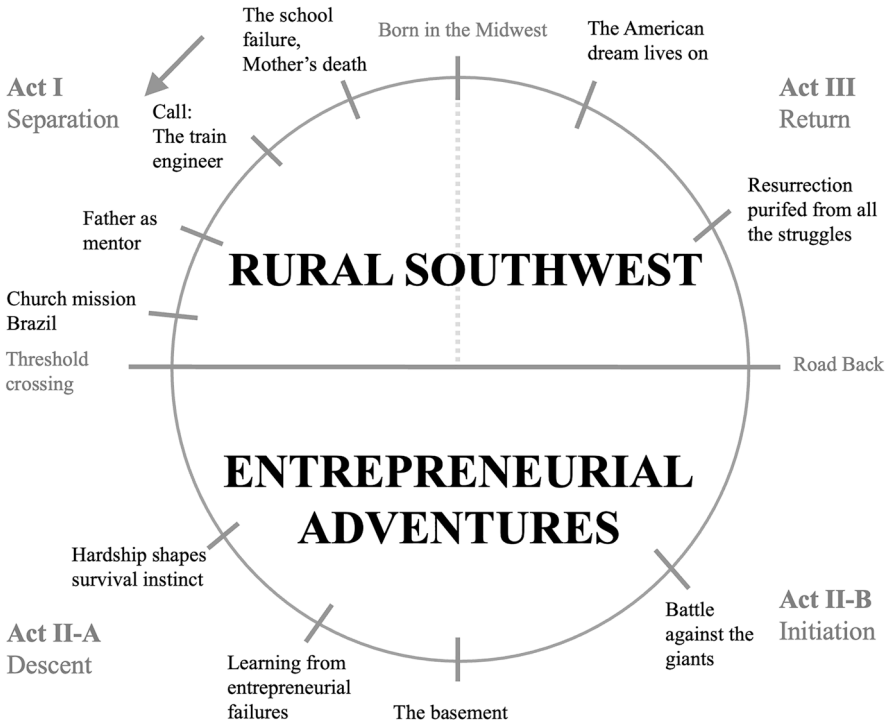 Born in the Midwest
The school
failure,
Mother's death
Act I
Separation
Call:
The train
engineer
Father as
mentor
Church mission
Brazil
Threshold
crossing
RURAL SOUTHWEST
ENTREPRENEURIAL
ADVENTURES
Hardship shapes
survival instinct
Act II-A
Descent
Learning from
entrepreneurial
failures
The basement
Battle
against the
giants
Act II-B
Initiation
Road Back
Resurrection
purifed from all
the struggles
Act III
Return
The American
dream lives on